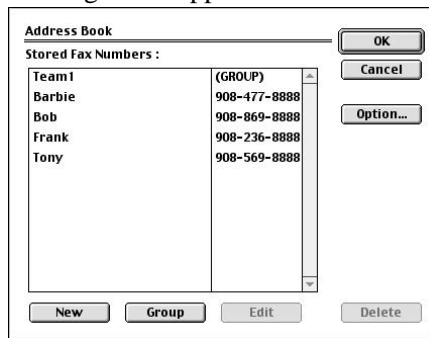 Address Book
OK
Stored Fax Numbers :
Cancel
Team1 (GROUP)
Barbie 908-477-8888
Bob 908-869-8888
Option...
Frank 908-236-8888
Tony 908-569-8888
New Group Edit Delete